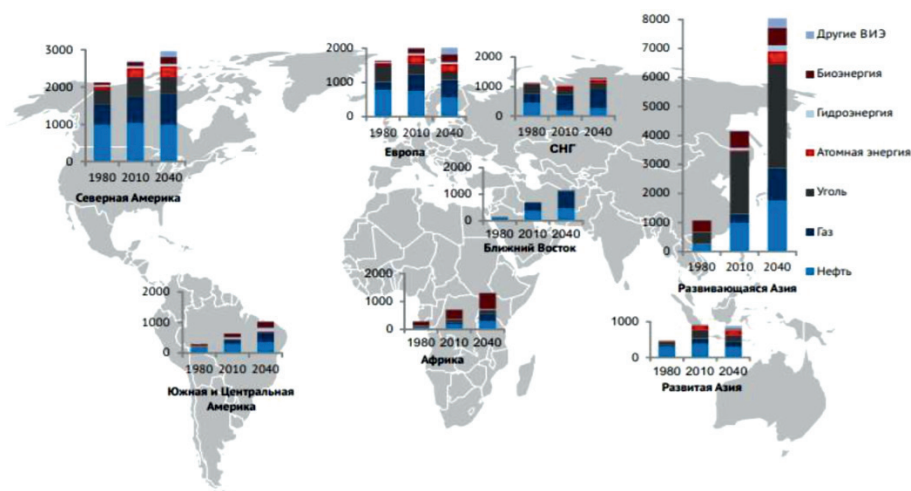 3000
2000
1000
0
1980 2010 2040
Северная Америка
2000
1000
0
1980 2010 2040
Европа
2000
1000
0
1980 2010 2040
СНГ
2000
1000
0
1980 2010 2040
Ближний Восток
8000
7000
6000
5000
4000
3000
2000
1000
0
1980 2010 2040
Развивающаяся Азия
Другие ВИЭ
Биоэнергия
Гидроэнергия
Атомная энергия
Уголь
Газ
Нефть
2000
1000
0
1980 2010 2040
Южная и Центральная
Америка
2000
1000
0
1980 2010 2040
Африка
1000
0
1980 2010 2040
Развитая Азия